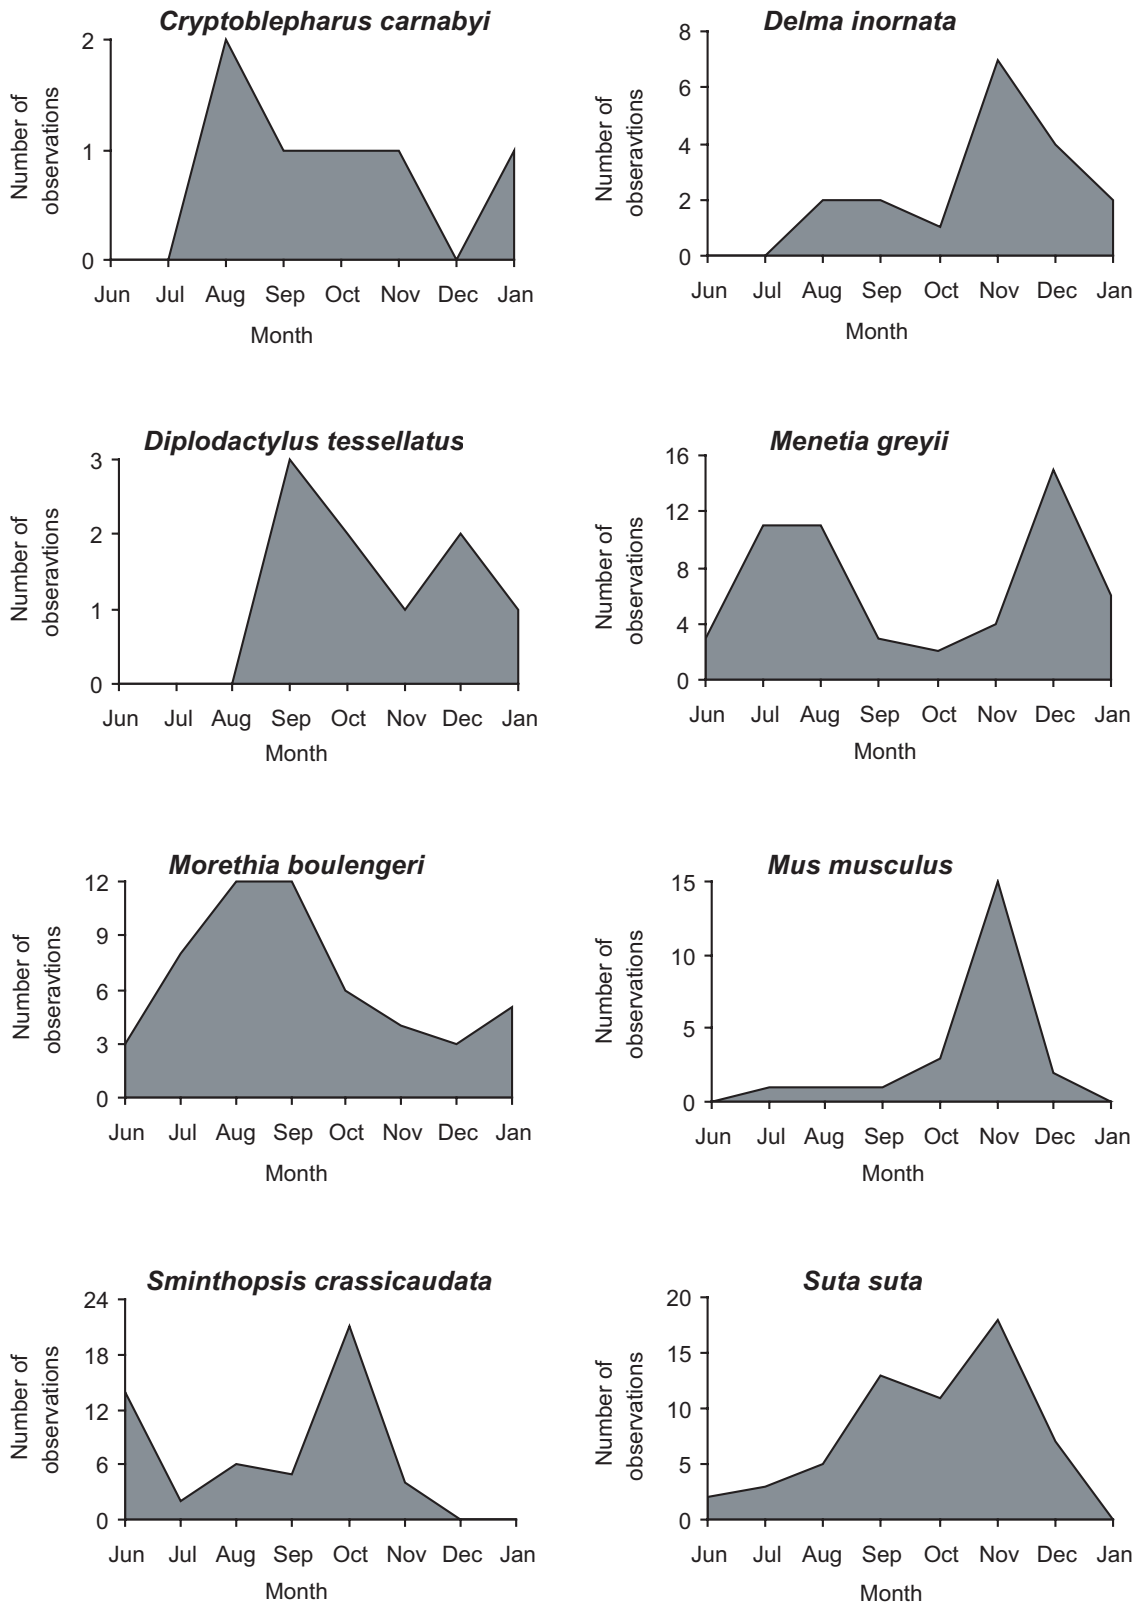 Cryptoblepharus carnabyi
Number of
observations
2
1
0
Jun Jul Aug Sep Oct Nov Dec Jan
Month
Delma inornata
Number of
obseravtions
8
6
4
2
0
Jun Jul Aug Sep Oct Nov Dec Jan
Month
Diplodactylus tessellatus
Number of
obseravtions
3
2
1
0
Jun Jul Aug Sep Oct Nov Dec Jan
Month
Menetia greyii
Number of
observations
16
12
8
4
0
Jun Jul Aug Sep Oct Nov Dec Jan
Month
Morethia boulengeri
Number of
obseravtions
12
9
6
3
0
Jun Jul Aug Sep Oct Nov Dec Jan
Month
Mus musculus
Number of
observations
15
10
5
0
Jun Jul Aug Sep Oct Nov Dec Jan
Month
Sminthopsis crassicaudata
Number of
observations
24
18
12
6
0
Jun Jul Aug Sep Oct Nov Dec Jan
Month
Suta suta
Number of
observations
20
15
10
5
0
Jun Jul Aug Sep Oct Nov Dec Jan
Month